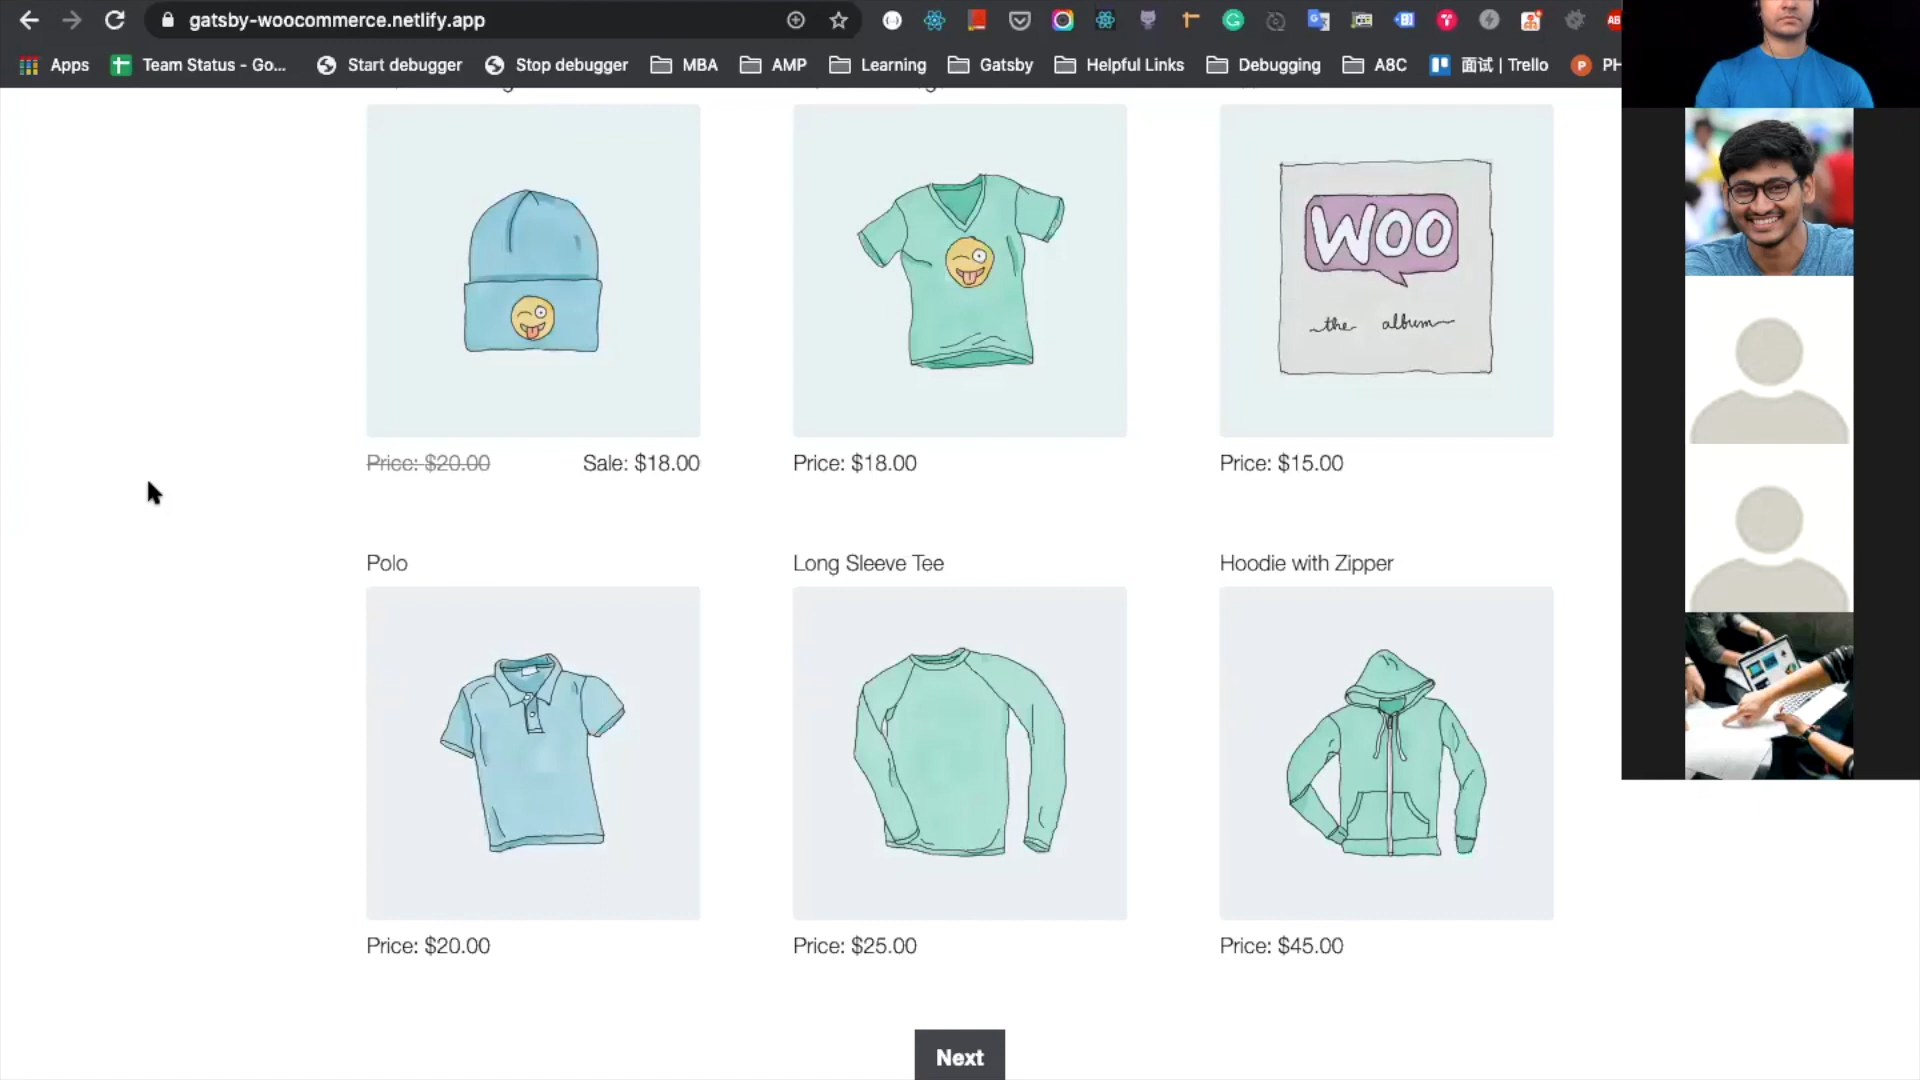 gatsby-woocommerce.netlify.app
Apps Team Status - Go... Start debugger Stop debugger MBA AMP Learning Gatsby Helpful Links Debugging A8C 面试 | Trello PH
WOO
the album
Price: $20.00 Sale: $18.00 Price: $18.00 Price: $15.00
Polo Long Sleeve Tee Hoodie with Zipper
Price: $20.00 Price: $25.00 Price: $45.00
Next